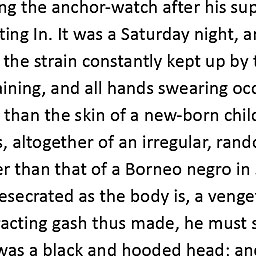 ng the anchor-watch after his sup
ting In. It was a Saturday night, a
the strain constantly kept up by
ining, and all hands swearing occ
than the skin of a new-born chil
s, altogether of an irregular, rando
er than that of a Borneo negro in
esecrated as the body is, a venge
acting gash thus made, he must s
was a black and hooded head; an